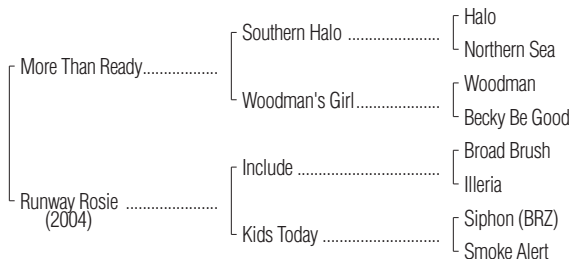 Halo
Southern Halo ......................
Northern Sea
More Than Ready..................
Woodman
Woodman's Girl....................
Becky Be Good
Broad Brush
Include ..................................
Illeria
Runway Rosie ......................
(2004)
Siphon (BRZ)
Kids Today .............................
Smoke Alert